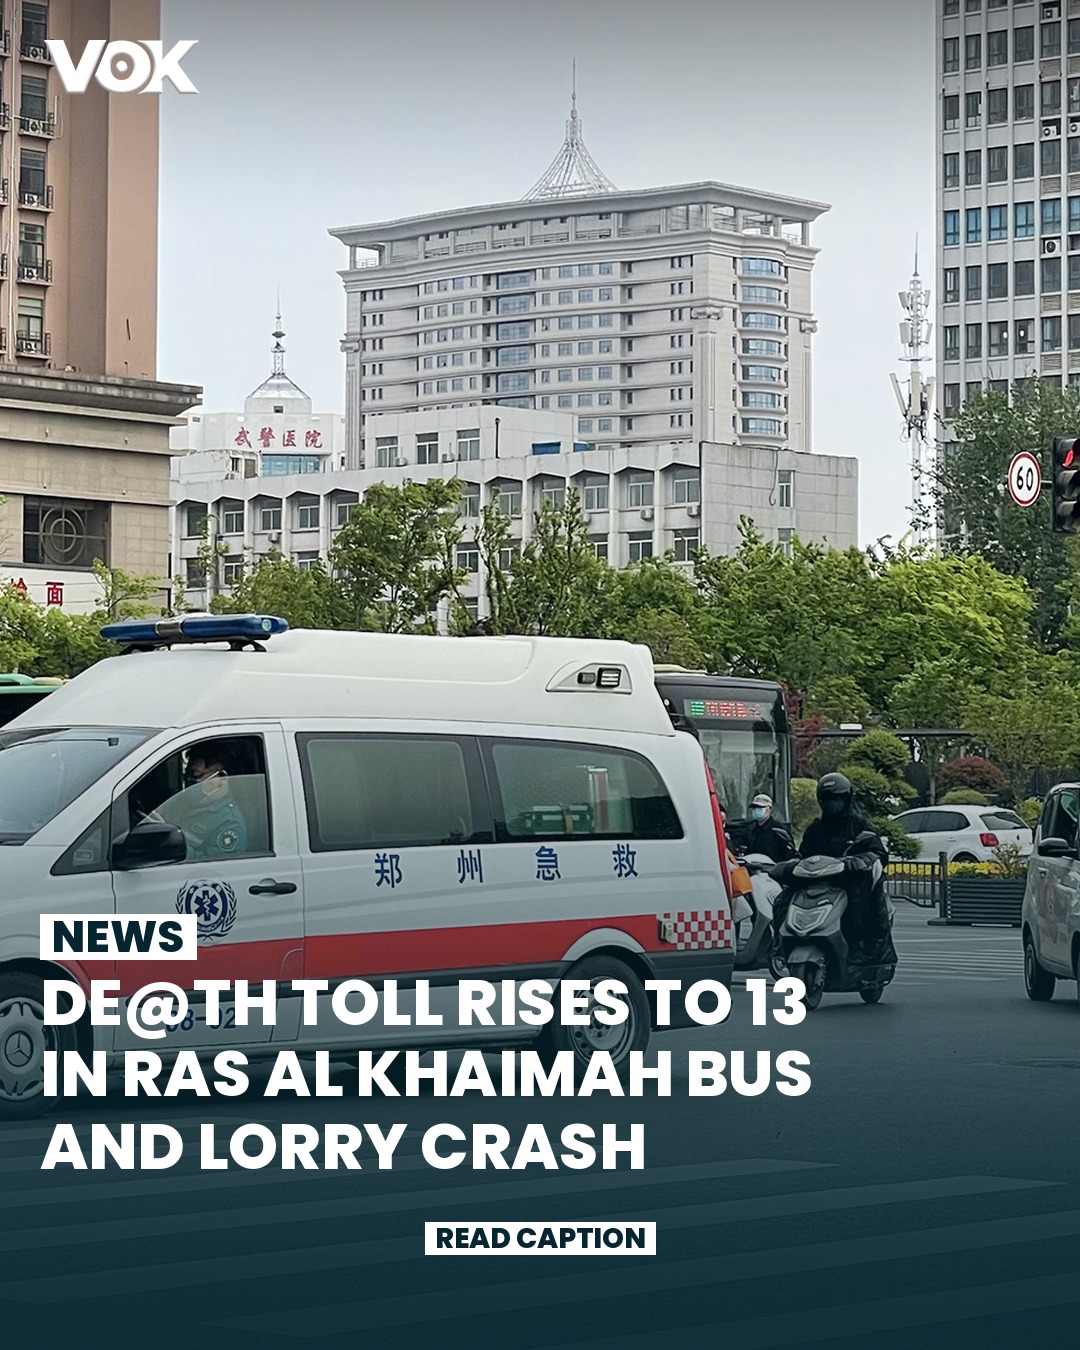 VOK
武警医院
60
面
郑州急救
NEWS
DE@TH TOLL RISES TO 13
IN RAS AL KHAIMAH BUS
AND LORRY CRASH
READ CAPTION